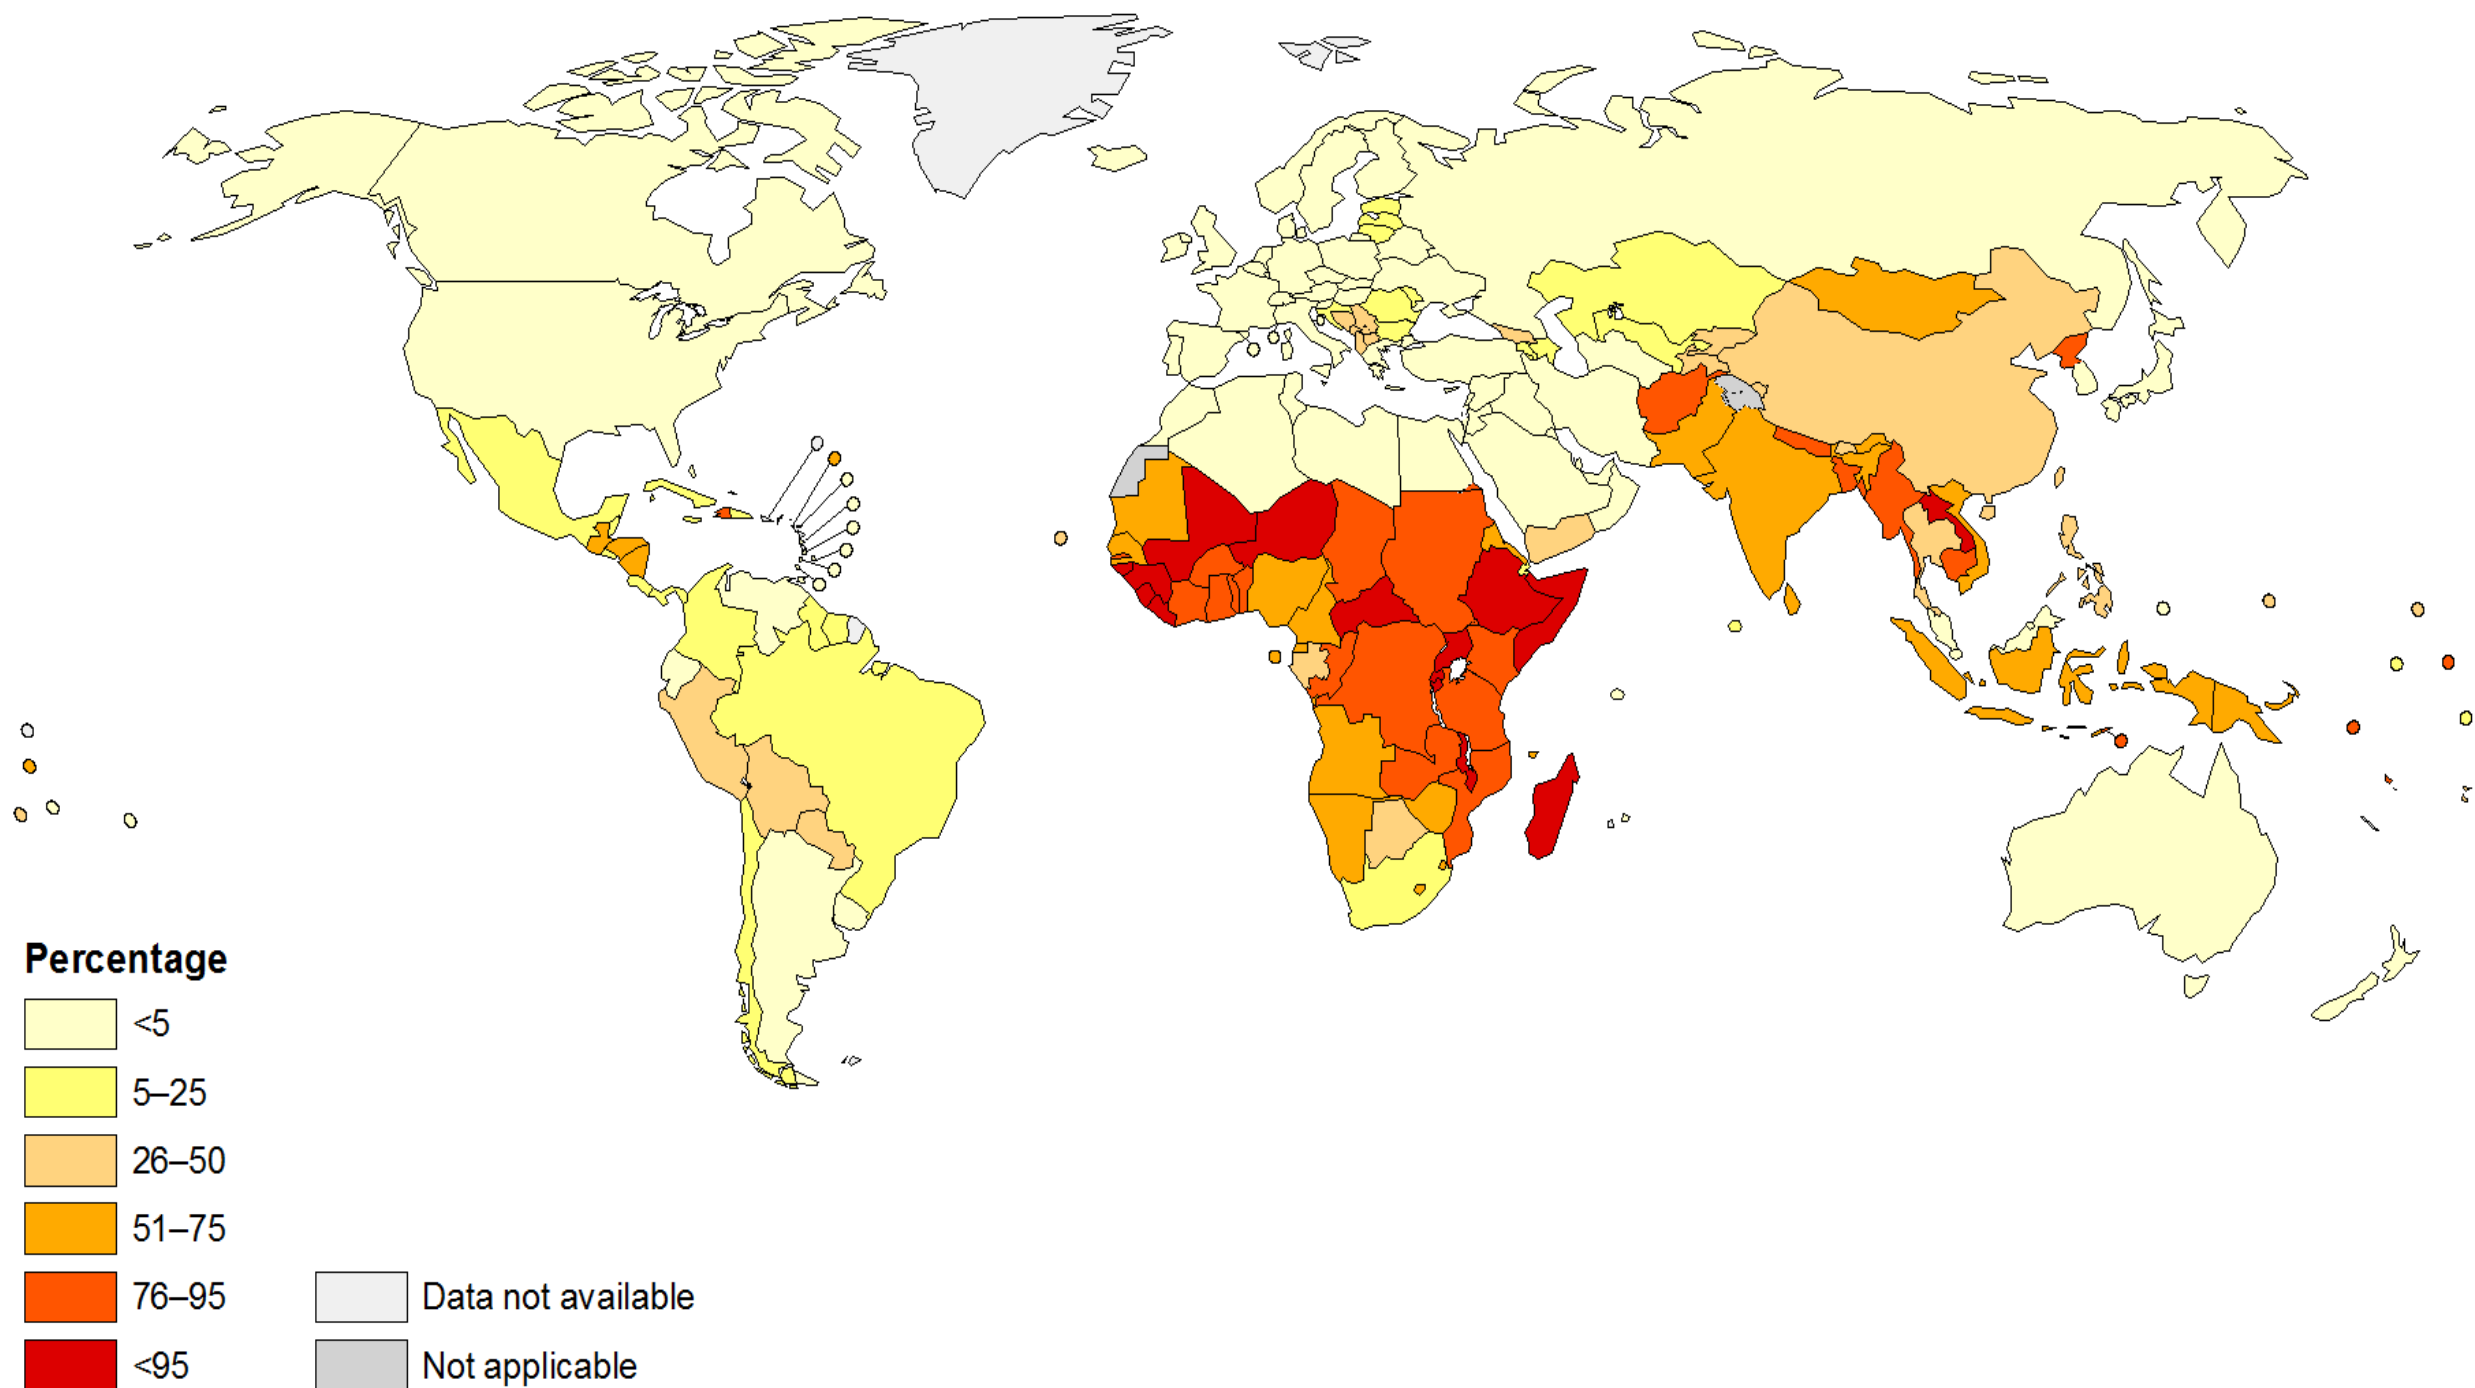 Percentage
<5
5–25
26–50
51–75
76–95
<95
Data not available
Not applicable